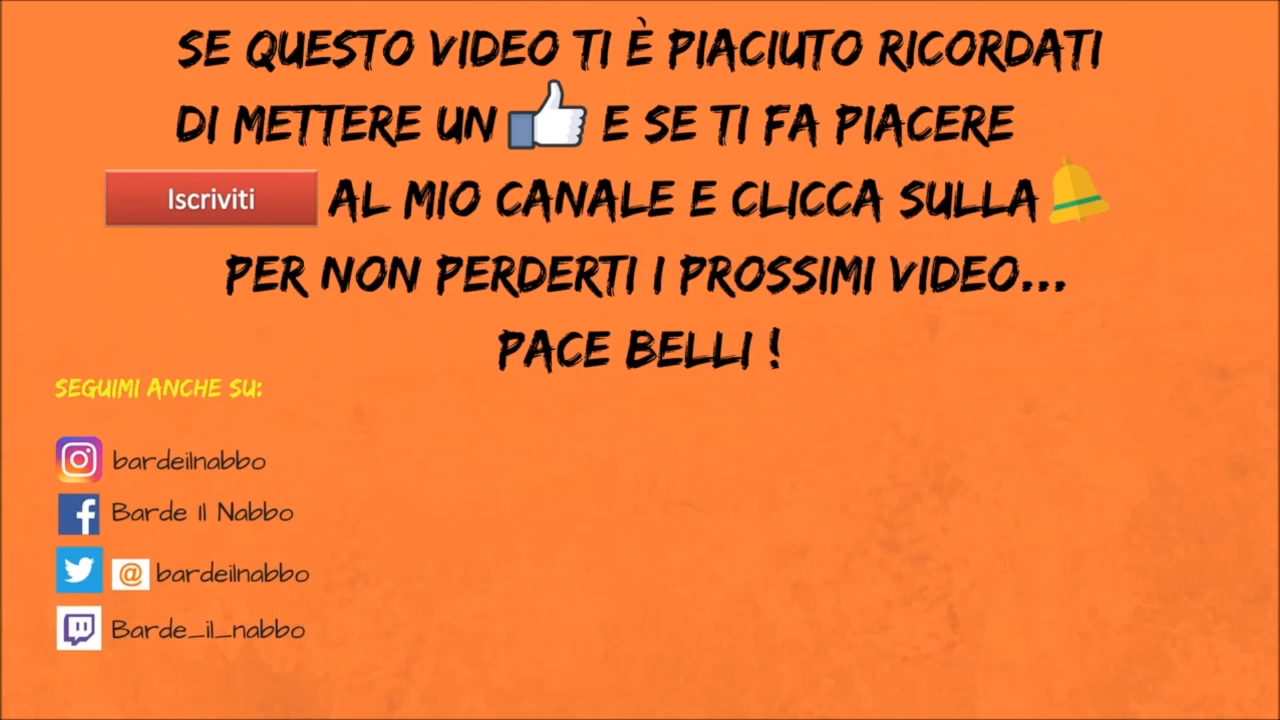 SE QUESTO VIDEO TI È PIACIUTO RICORDATI
DI METTERE UN E SE TI FA PIACERE
Iscriviti AL MIO CANALE E CLICCA SULLA
PER NON PERDERTI I PROSSIMI VIDEO...
PACE BELLI !
SEGUIMI ANCHE SU:
bardeilnabbo
Barde Il Nabbo
@ bardeilnabbo
Barde_il_nabbo